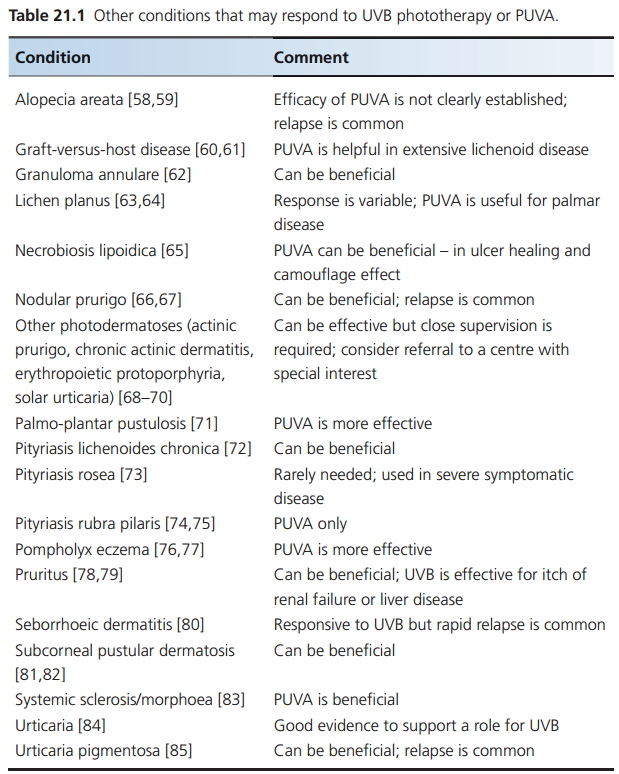 Table 21.1 Other conditions that may respond to UVB phototherapy or PUVA.
Condition Comment
Alopecia areata [58,59] Efficacy of PUVA is not clearly established;
relapse is common
Graft-versus-host disease [60,61] PUVA is helpful in extensive lichenoid disease
Granuloma annulare [62] Can be beneficial
Lichen planus [63,64] Response is variable; PUVA is useful for palmar
disease
Necrobiosis lipoidica [65] PUVA can be beneficial – in ulcer healing and
camouflage effect
Nodular prurigo [66,67] Can be beneficial; relapse is common
Other photodermatoses (actinic Can be effective but close supervision is
prurigo, chronic actinic dermatitis, required; consider referral to a centre with
erythropoietic protoporphyria, special interest
solar urticaria) [68–70]
Palmo-plantar pustulosis [71] PUVA is more effective
Pityriasis lichenoides chronica [72] Can be beneficial
Pityriasis rosea [73] Rarely needed; used in severe symptomatic
disease
Pityriasis rubra pilaris [74,75] PUVA only
Pompholyx eczema [76,77] PUVA is more effective
Pruritus [78,79] Can be beneficial; UVB is effective for itch of
renal failure or liver disease
Seborrhoeic dermatitis [80] Responsive to UVB but rapid relapse is common
Subcorneal pustular dermatosis Can be beneficial
[81,82]
Systemic sclerosis/morphoea [83] PUVA is beneficial
Urticaria [84] Good evidence to support a role for UVB
Urticaria pigmentosa [85] Can be beneficial; relapse is common